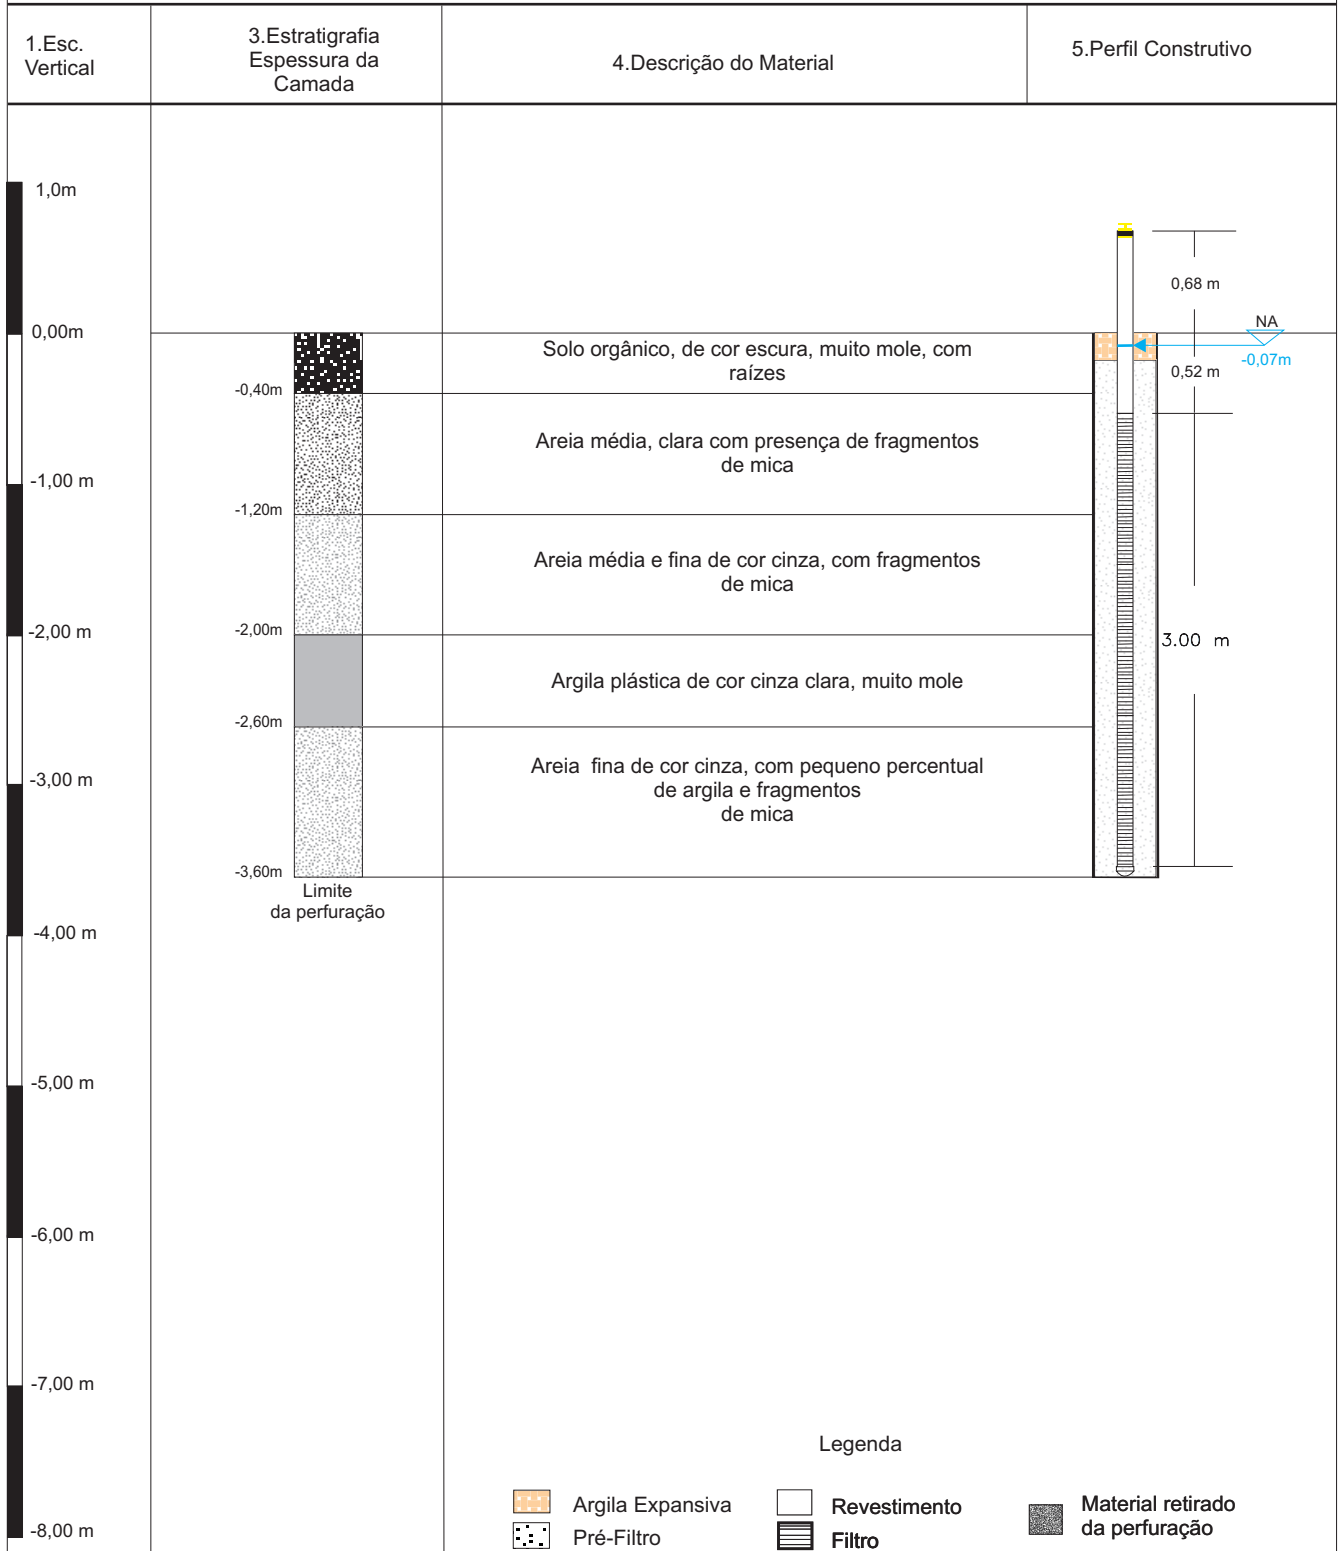 1.Esc.
Vertical
3.Estratigrafia
Espessura da
Camada
4.Descrição do Material
5.Perfil Construtivo
1,0m
0,68 m
0,00m
NA
-0,07m
Solo orgânico, de cor escura, muito mole, com
raízes
0,52 m
-0,40m
Areia média, clara com presença de fragmentos
de mica
-1,00 m
-1,20m
Areia média e fina de cor cinza, com fragmentos
de mica
-2,00 m
-2,00m
3.00 m
Argila plástica de cor cinza clara, muito mole
-2,60m
Areia fina de cor cinza, com pequeno percentual
de argila e fragmentos
de mica
-3,00 m
-3,60m
Limite
da perfuração
-4,00 m
-5,00 m
-6,00 m
-7,00 m
-8,00 m
Legenda
Argila Expansiva
Pré-Filtro
Revestimento
Filtro
Material retirado
da perfuração